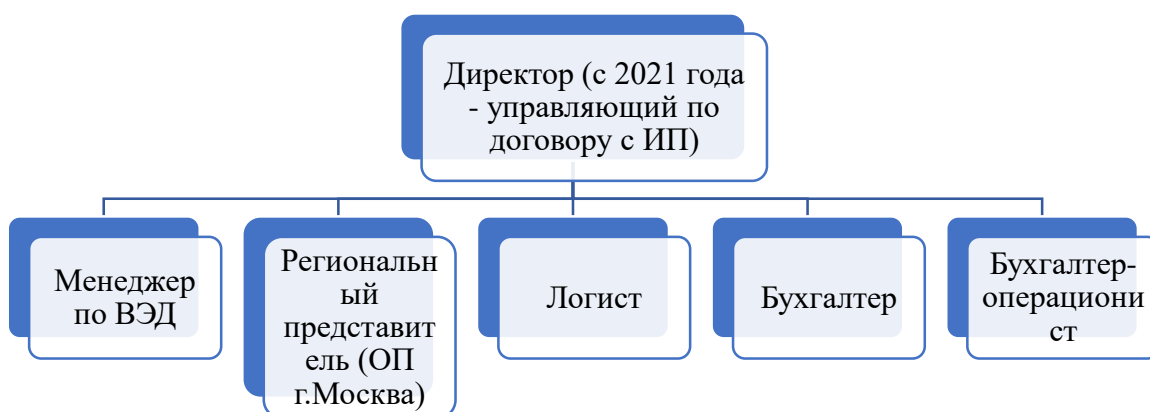 Директор (с 2021 года
- управляющий по
договору с ИП)
Менеджер
по ВЭД
Региональн
ый
представит
ель (ОП
г.Москва)
Логист
Бухгалтер
Бухгалтер-
операциони
ст